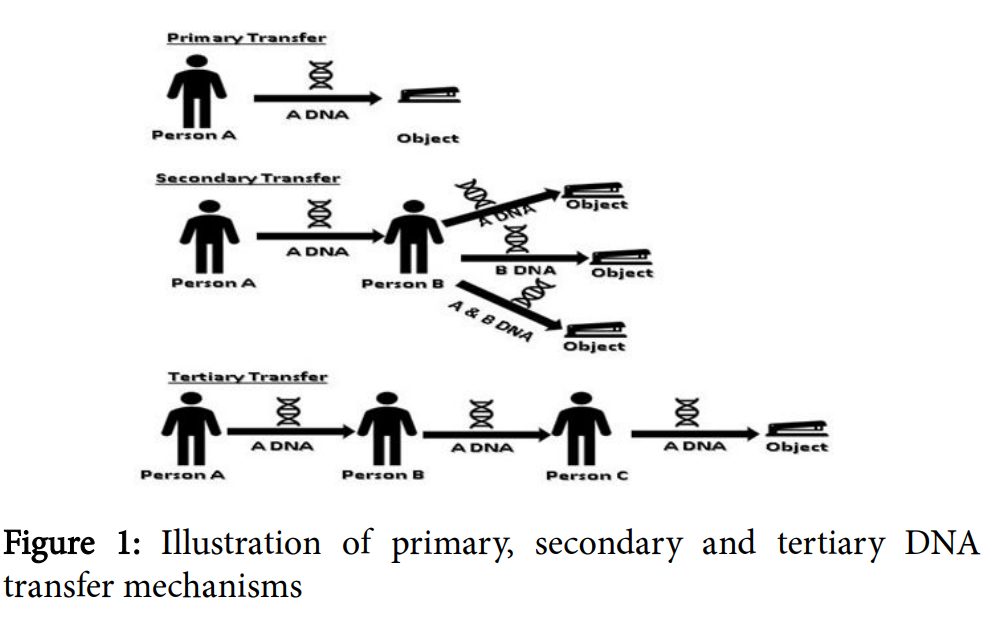 Primary Transfer
A DNA
Person A
Object
Secondary Transfer
A DNA
A DNA
Object
B DNA
Object
Person A
Person B
A & B DNA
Object
Tertiary Transfer
A DNA
A DNA
A DNA
Object
Person A
Person B
Person C
Figure 1: Illustration of primary, secondary and tertiary DNA
transfer mechanisms